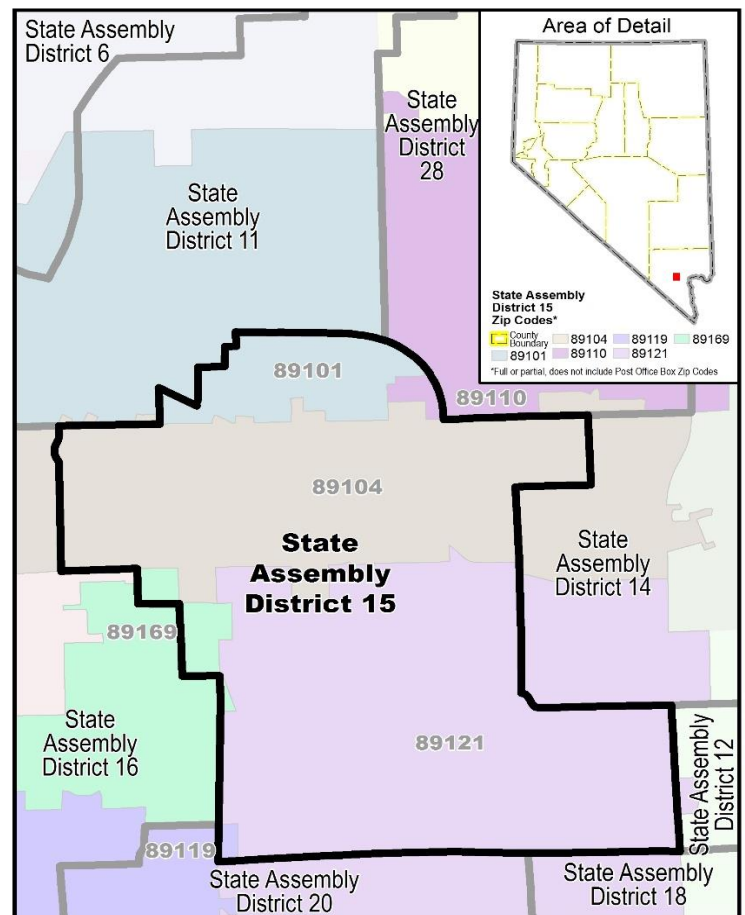 State Assembly
District 6
State
Assembly
District
28
State
Assembly
District 11
Area of Detail
State Assembly
District 15
Zip Codes*
County
Boundary
89104
89119
89169
89101
89110
89121
*Full or partial, does not include Post Office Box Zip Codes
89101
89110
89104
State
Assembly
District 15
State
Assembly
District 14
89169
State
Assembly
District 16
89121
State Assembly
District 12
89119
State Assembly
District 20
State Assembly
District 18